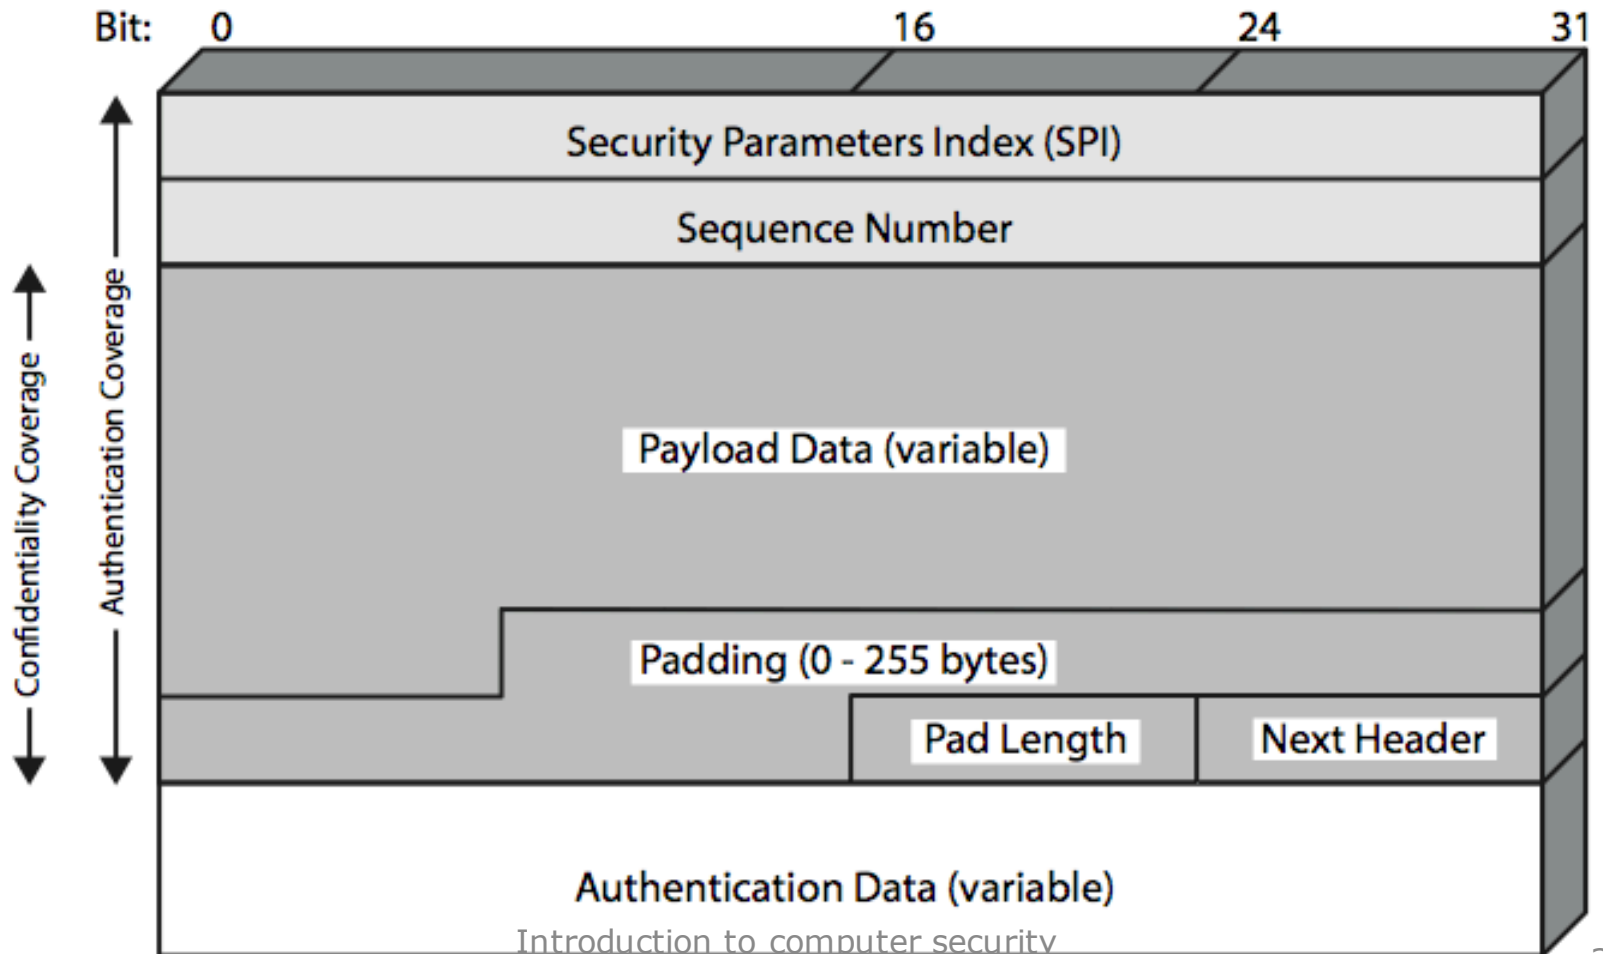 Bit: 0 16 24 31
Security Parameters Index (SPI)
Sequence Number
Confidentiality Coverage
Authentication Coverage
Payload Data (variable)
Padding (0 - 255 bytes)
Pad Length
Next Header
Authentication Data (variable)
Introduction to computer security